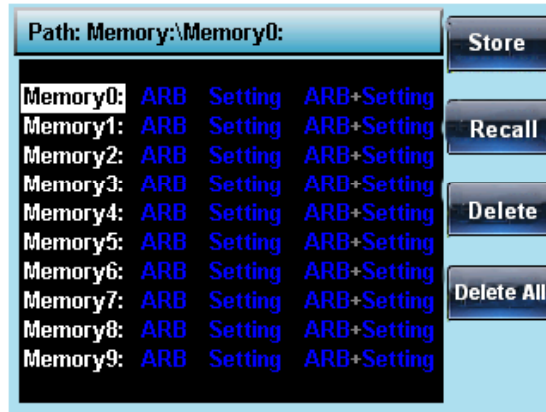 Path: Memory:\Memory0:
Store
Memory0: ARB Setting ARB+Setting
Memory1: ARB Setting ARB+Setting
Recall
Memory2: ARB Setting ARB+Setting
Memory3: ARB Setting ARB+Setting
Memory4: ARB Setting ARB+Setting
Delete
Memory5: ARB Setting ARB+Setting
Memory6: ARB Setting ARB+Setting
Memory7: ARB Setting ARB+Setting
Delete All
Memory8: ARB Setting ARB+Setting
Memory9: ARB Setting ARB+Setting